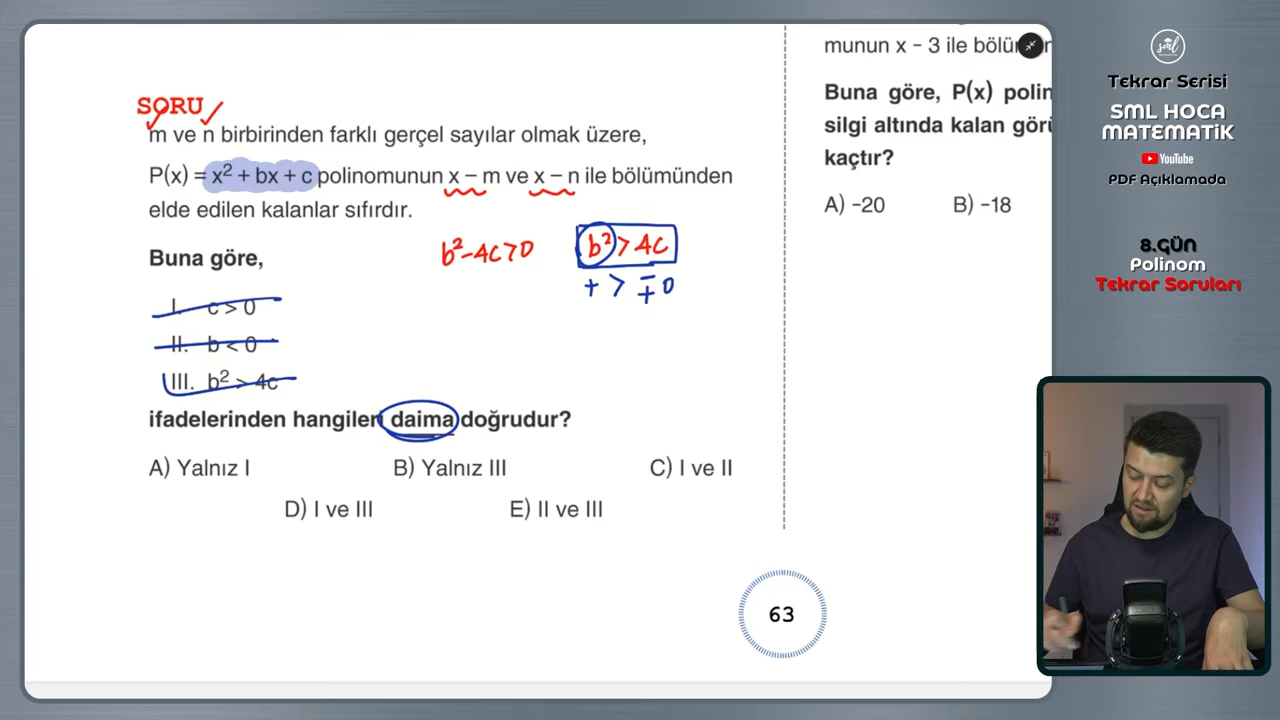 SORU
m ve n birbirinden farklı gerçel sayılar olmak üzere,
P(x) = x² + bx + c polinomunun x − m ve x − n ile bölümünden
elde edilen kalanlar sıfırdır.
b²-4c>0
b² > 4c
+ > ∓ 0
Buna göre,
I. c > 0
II. b < 0
III. b² > 4c
ifadelerinden hangileri daima doğrudur?
A) Yalnız I B) Yalnız III C) I ve II
D) I ve III E) II ve III
63
munun x - 3 ile
Buna göre, P(x)
silgi altında kalan
kaçtır?
A) -20 B) -18
sml
Tekrar Serisi
SML HOCA
MATEMATİK
YouTube
PDF Açıklamada
8.GÜN
Polinom
Tekrar Soruları